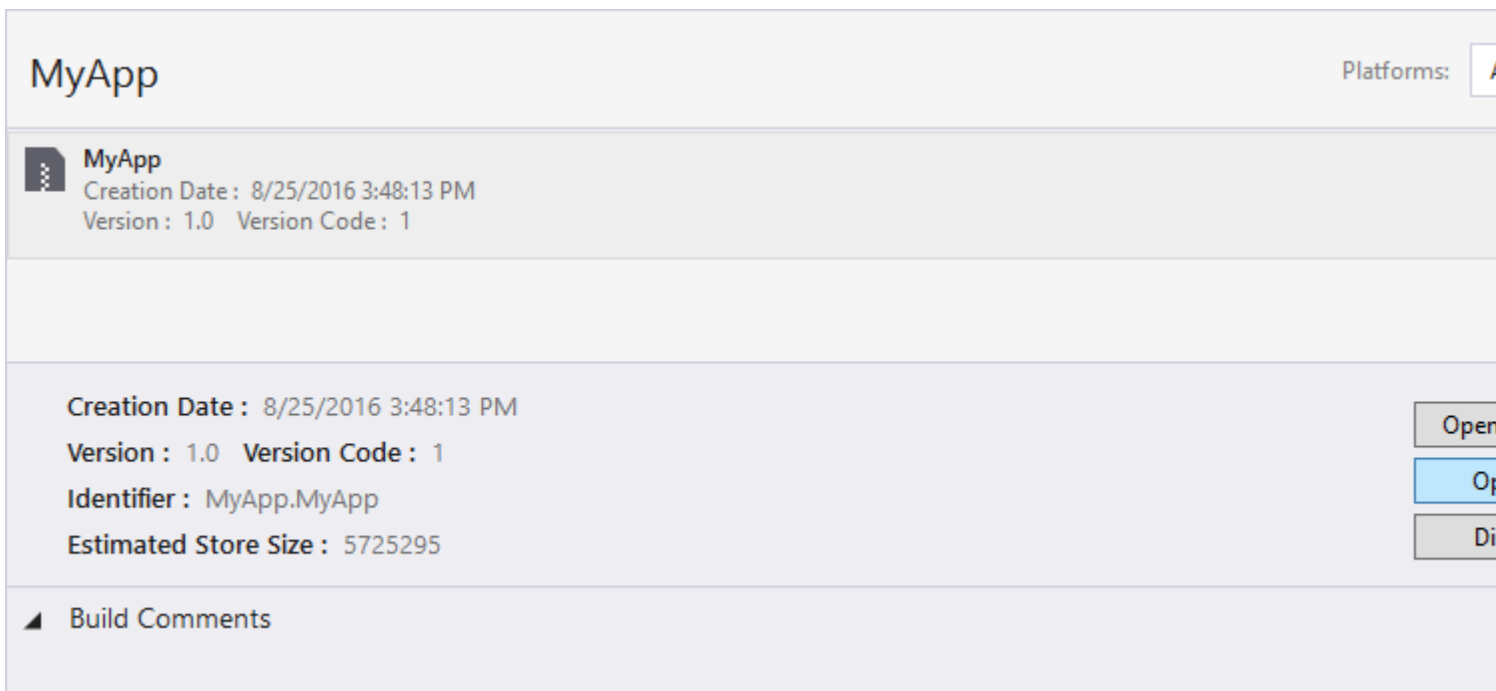 MyApp
Platforms:
MyApp
Creation Date : 8/25/2016 3:48:13 PM
Version : 1.0 Version Code : 1
Creation Date : 8/25/2016 3:48:13 PM
Version : 1.0 Version Code : 1
Identifier : MyApp.MyApp
Estimated Store Size : 5725295
Open
Build Comments